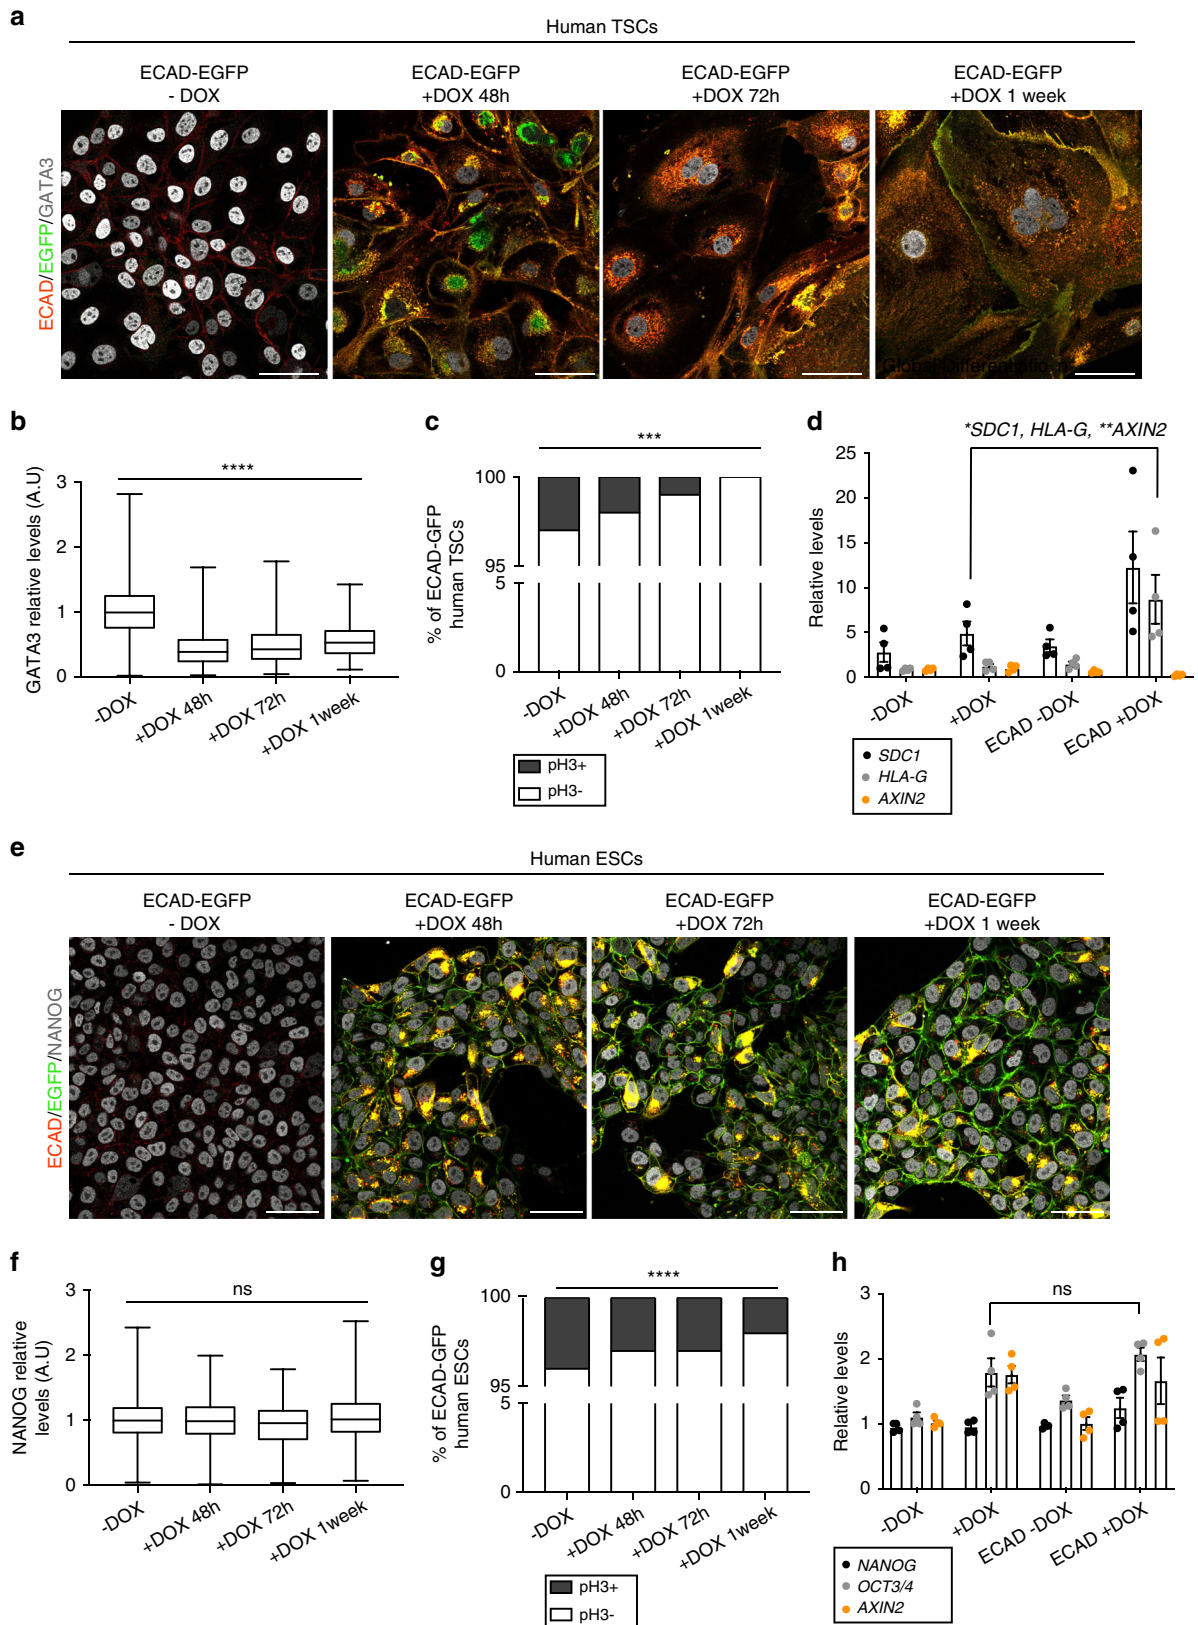 a
Human TSCs
ECAD-EGFP
- DOX
ECAD-EGFP
+DOX 48h
ECAD-EGFP
+DOX 72h
ECAD-EGFP
+DOX 1 week
ECAD/EGFP/GATA3
Global Differentiatio
b
GATA3 relative levels (A.U)
****
3
2
1
0
-DOX
+DOX 48h
+DOX 72h
+DOX 1week
c
% of ECAD-GFP
human TSCs
***
100
95
5
0
-DOX
+DOX 48h
+DOX 72h
+DOX 1week
pH3+
pH3-
d
*SDC1, HLA-G, **AXIN2
Relative levels
25
20
15
10
5
0
-DOX
+DOX
ECAD -DOX
ECAD +DOX
SDC1
HLA-G
AXIN2
e
Human ESCs
ECAD-EGFP
- DOX
ECAD-EGFP
+DOX 48h
ECAD-EGFP
+DOX 72h
ECAD-EGFP
+DOX 1 week
ECAD/EGFP/NANOG
f
NANOG relative
levels (A.U)
ns
3
2
1
0
-DOX
+DOX 48h
+DOX 72h
+DOX 1week
g
% of ECAD-GFP
human ESCs
****
100
95
5
0
-DOX
+DOX 48h
+DOX 72h
+DOX 1week
pH3+
pH3-
h
ns
Relative levels
3
2
1
0
-DOX
+DOX
ECAD -DOX
ECAD +DOX
NANOG
OCT3/4
AXIN2